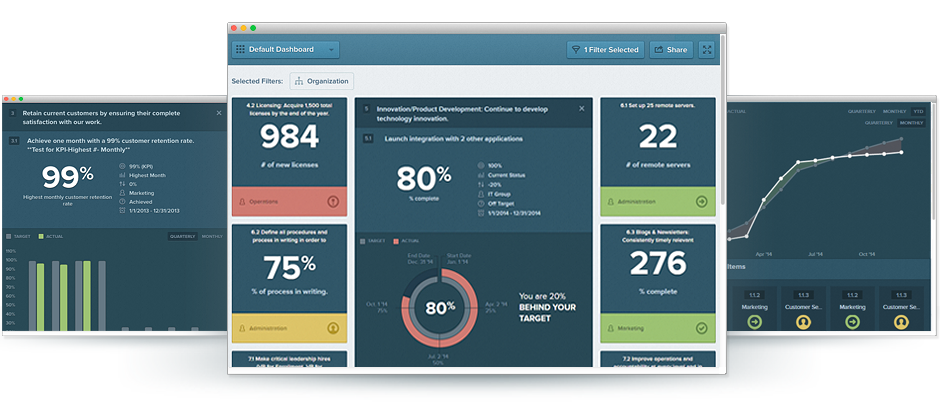 Default Dashboard
1 Filter Selected
Share
Selected Filters:
Organization
3
Retain current customers by ensuring their complete
satisfaction with our work.
3.1
Achieve one month with a 99% customer retention rate.
**Test for KPI-Highest #- Monthly**
99%
Highest monthly customer retention
rate
99% (KPI)
Highest Month
0%
Marketing
Achieved
1/1/2013 - 12/31/2013
TARGET
ACTUAL
QUARTERLY
MONTHLY
110%
100%
90%
80%
70%
60%
50%
40%
30%
4.2 Licensing: Acquire 1,500 total
licenses by the end of the year.
984
# of new licenses
Operations
6.2 Define all procedures and
process in writing in order to
75%
% of process in writing.
Administration
7.1 Make critical leadership hires
5
Innovation/Product Development: Continue to develop
technology innovation.
5.1
Launch integration with 2 other applications
80%
% complete
100%
Current Status
-20%
IT Group
Off Target
1/1/2014 - 12/31/2014
TARGET
ACTUAL
End Date
Dec. 31 '14
Start Date
Jan. 1 '14
Oct. 1 '14
75%
80%
Apr. 2 '14
25%
Jul. 2 '14
50%
You are 20%
BEHIND YOUR
TARGET
6.1 Set up 25 remote servers.
22
# of remote servers
Administration
6.3 Blogs & Newsletters:
Consistently timely relevant
276
% complete
Marketing
7.2 Improve operations and
accountability at every level and in
ACTUAL
QUARTERLY
MONTHLY
YTD
QUARTERLY
MONTHLY
Apr '14
Jul '14
Oct '14
Items
1.1.2
Marketing
1.1.3
Customer Se...
1.1.2
Marketing
1.1.3
Customer Se...